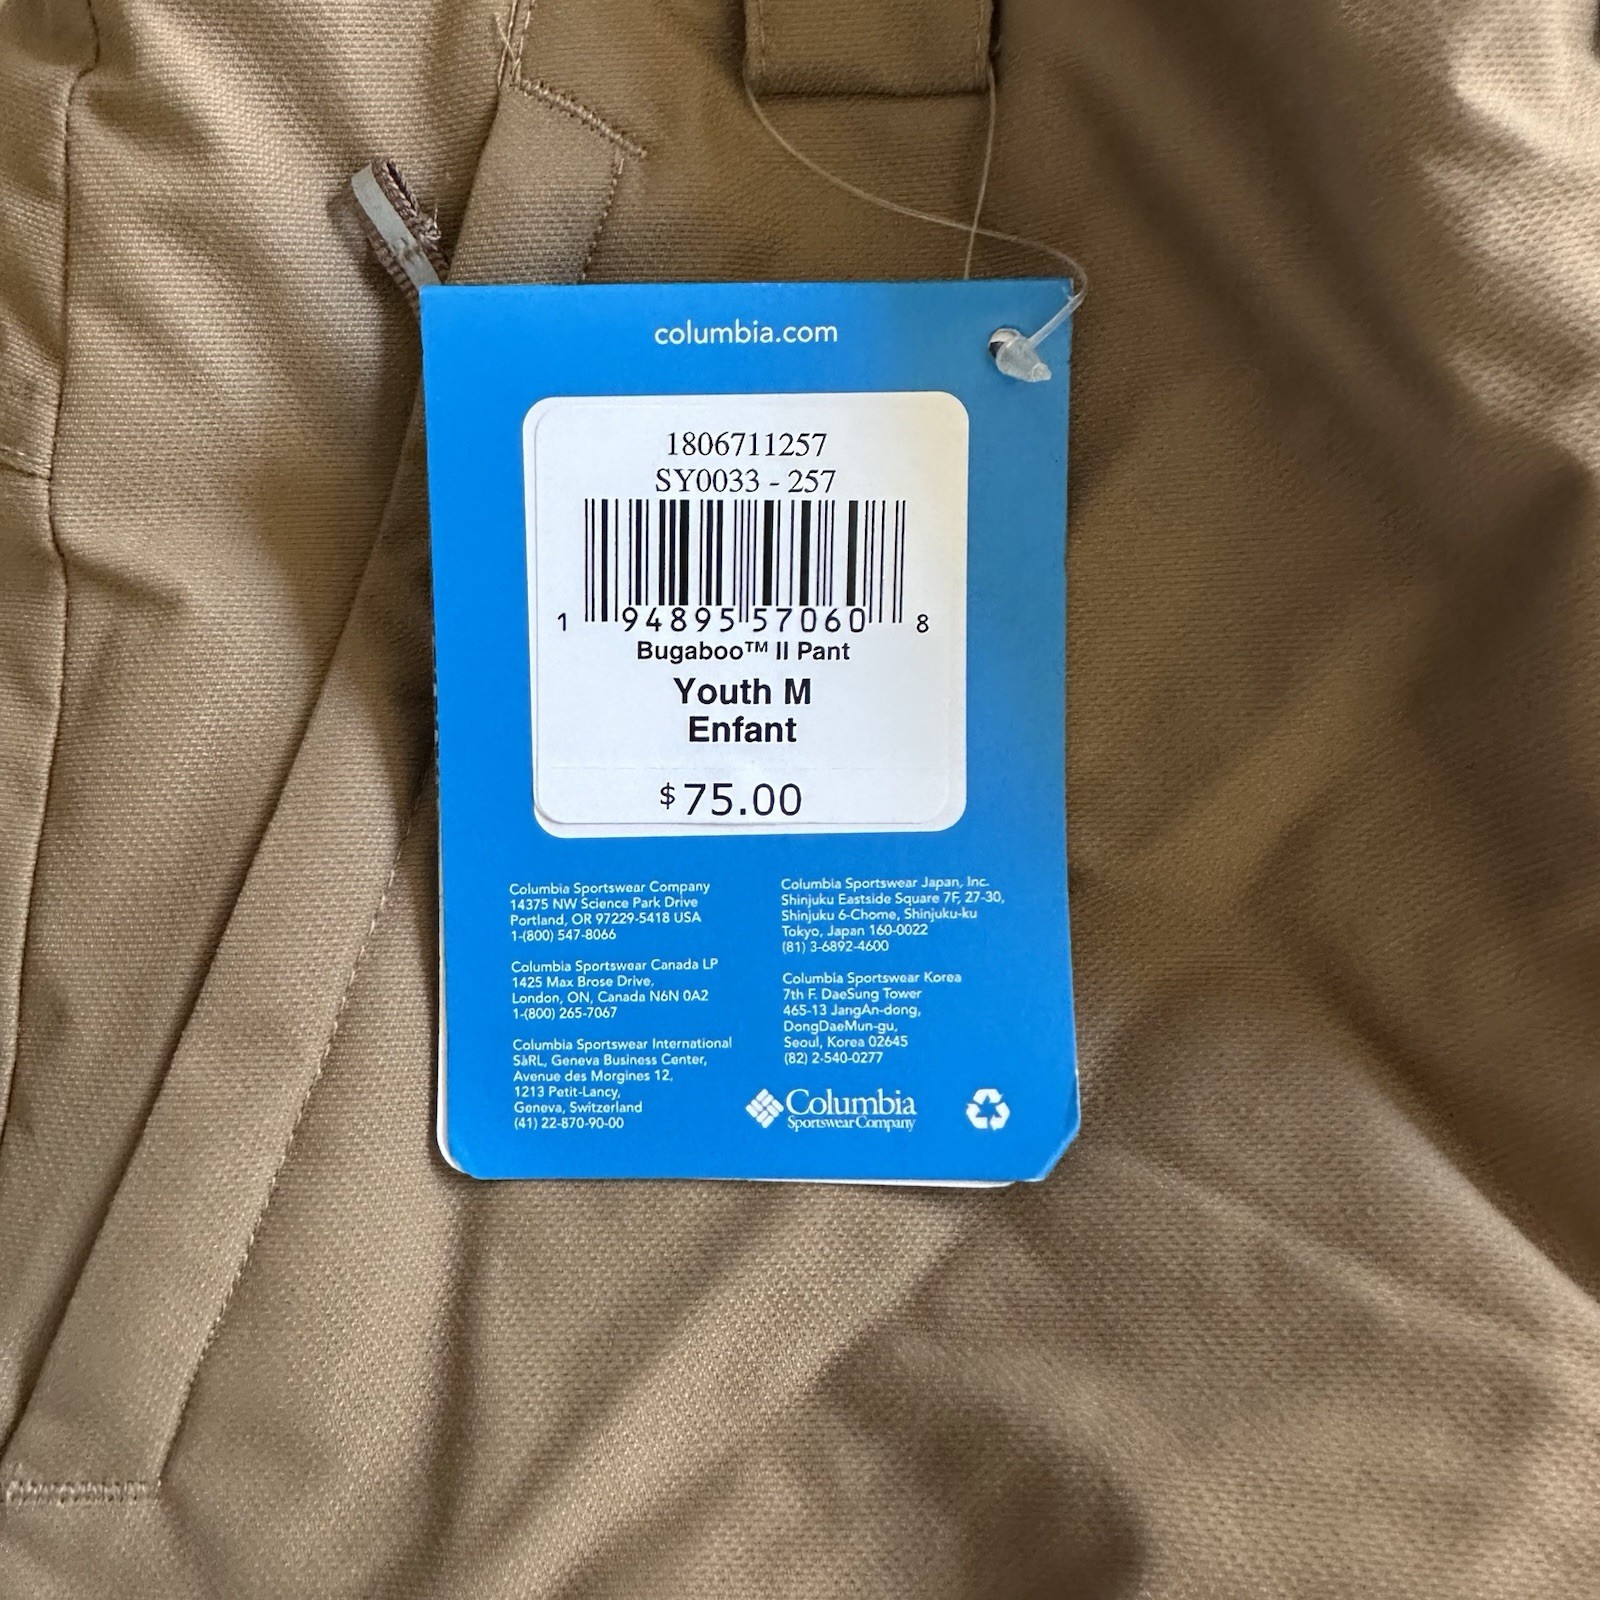 columbia.com
1806711257
SY0033 - 257
1 94895 57060 8
Bugaboo™ II Pant
Youth M
Enfant
$75.00
Columbia Sportswear Company
14375 NW Science Park Drive
Portland, OR 97229-5418 USA
1-(800) 547-8066
Columbia Sportswear Canada LP
1425 Max Brose Drive,
London, ON, Canada N6N 0A2
1-(800) 265-7067
Columbia Sportswear International
SàRL, Geneva Business Center,
Avenue des Morgines 12,
1213 Petit-Lancy,
Geneva, Switzerland
(41) 22-870-90-00
Columbia Sportswear Japan, Inc.
Shinjuku Eastside Square 7F, 27-30,
Shinjuku 6-Chome, Shinjuku-ku
Tokyo, Japan 160-0022
(81) 3-6892-4600
Columbia Sportswear Korea
7th F. DaeSung Tower
465-13 JangAn-dong,
DongDaeMun-gu,
Seoul, Korea 02645
(82) 2-540-0277
Columbia
Sportswear Company